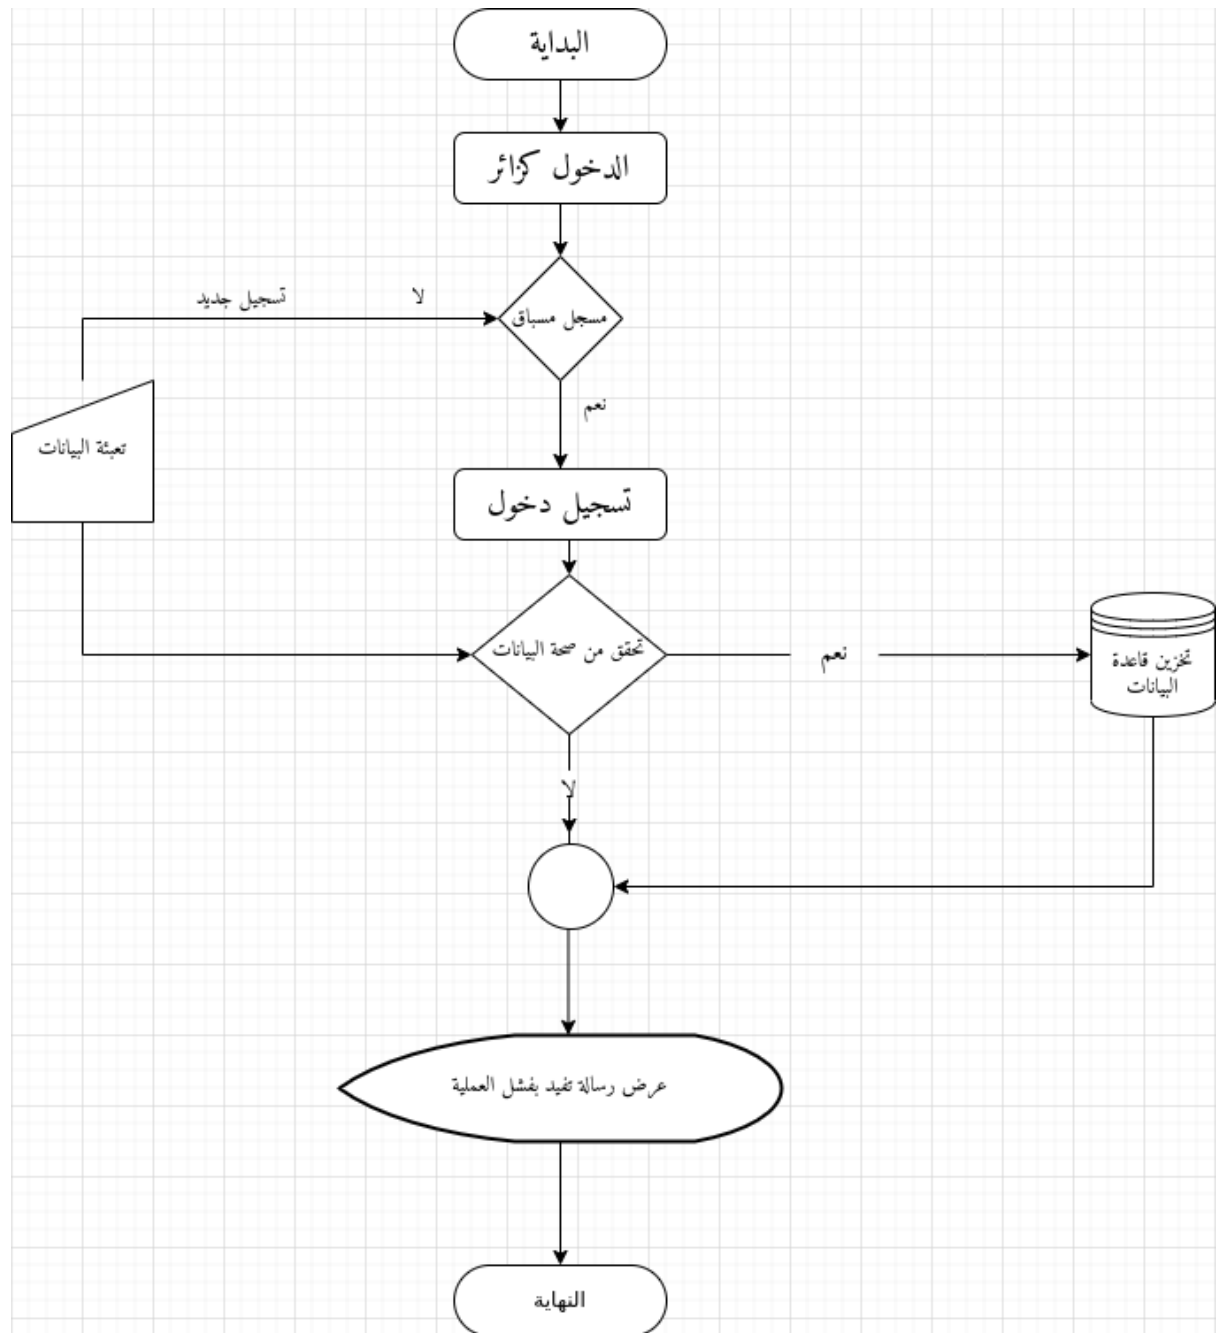 البداية
الدخول كزائر
تسجيل جديد
لا
مسجل مسباق
نعم
تعبئة البيانات
تسجيل دخول
تحقق من صحة البيانات
نعم
تخزين قاعدة
البيانات
لا
عرض رسالة تفيد بفشل العملية
النهاية